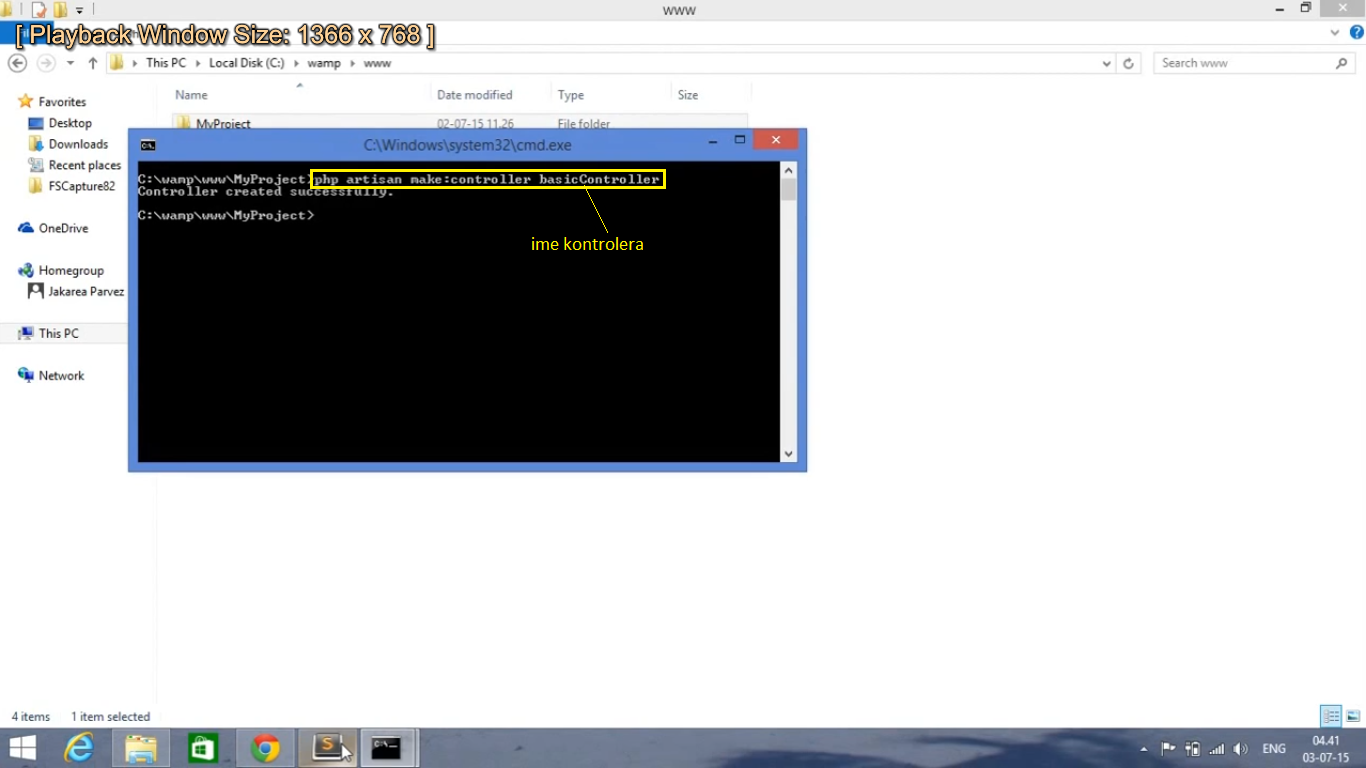 www
[ Playback Window Size: 1366 x 768 ]
This PC Local Disk (C:) wamp www
Search www
Name Date modified Type Size
Favorites
Desktop
Downloads
Recent places
FSCapture82
OneDrive
Homegroup
Jakarea Parvez
This PC
Network
MyProject 02-07-15 11.26 File folder
C:\Windows\system32\cmd.exe
C:\wamp\www\MyProject>php artisan make:controller basicController
Controller created successfully.
C:\wamp\www\MyProject>
ime kontrolera
4 items 1 item selected
ENG
04.41
03-07-15